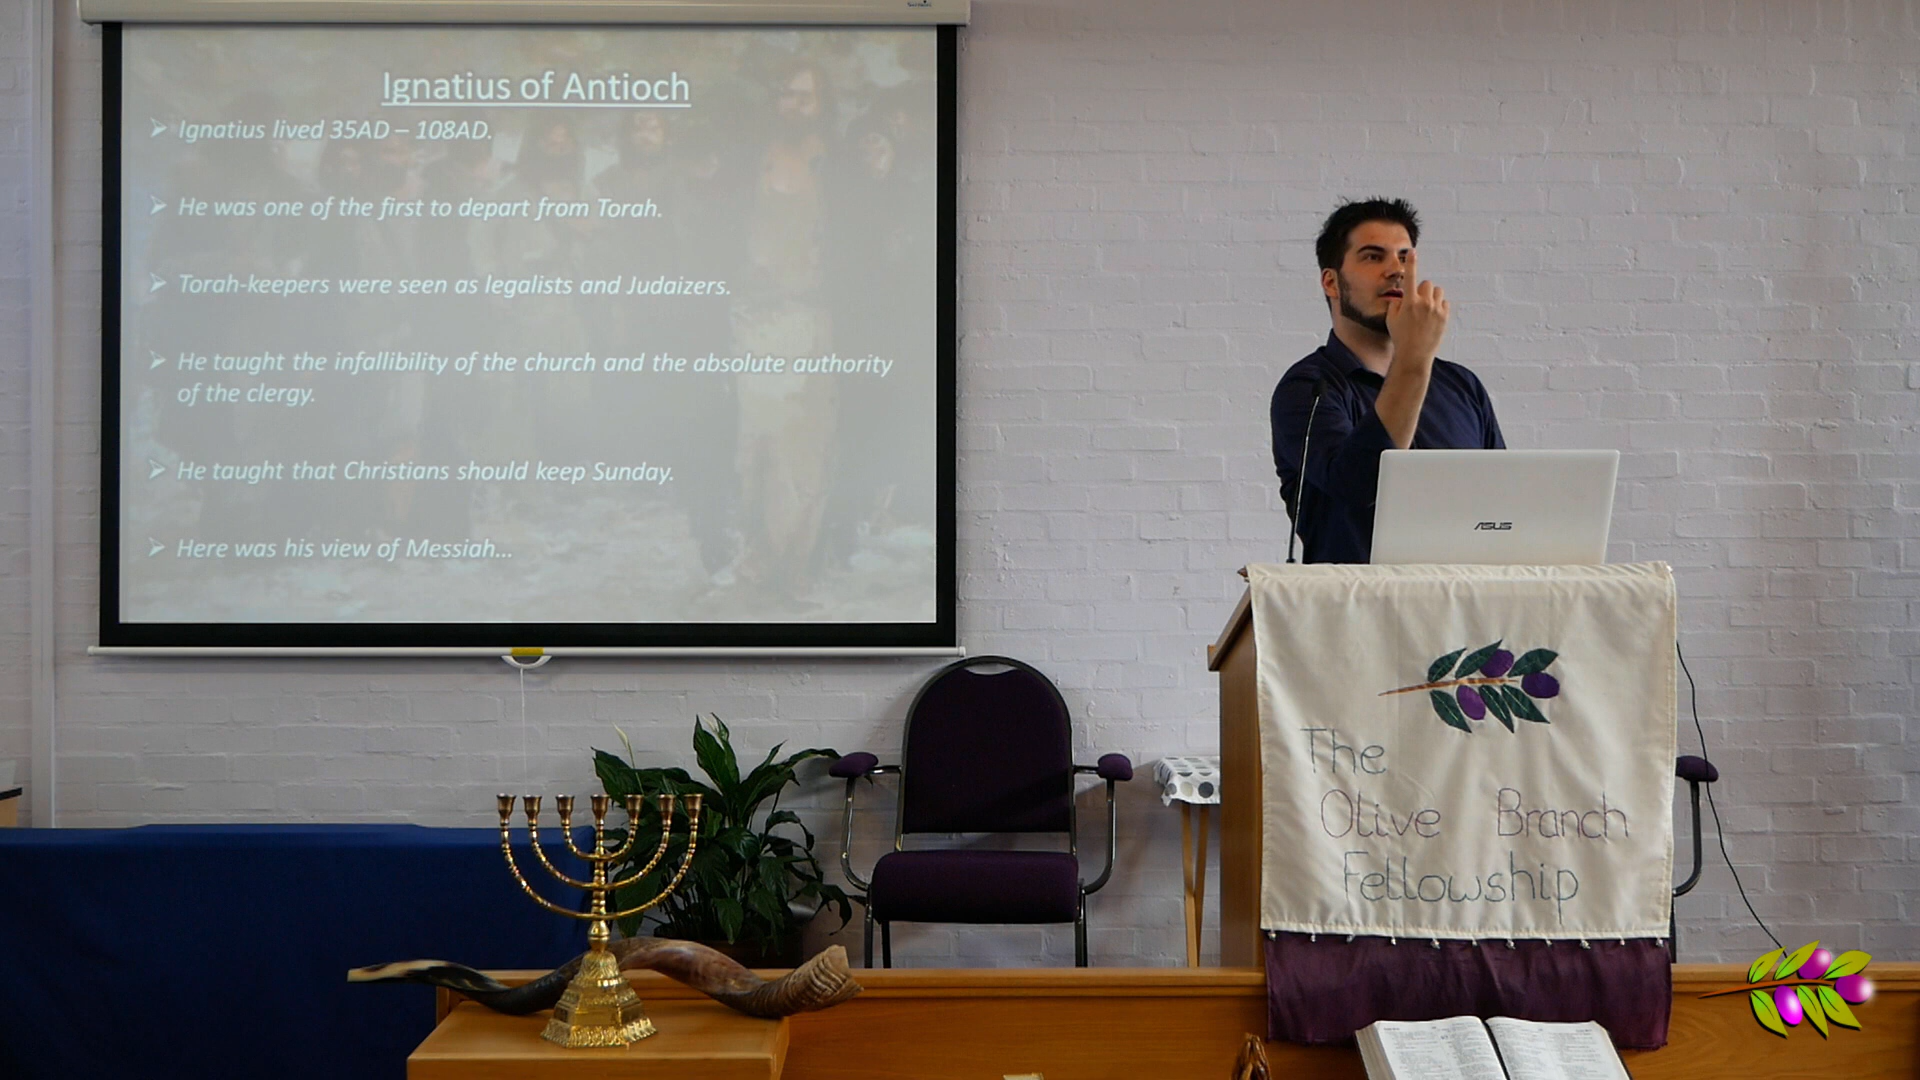 Ignatius of Antioch
Ignatius lived 35AD – 108AD.
He was one of the first to depart from Torah.
Torah-keepers were seen as legalists and Judaizers.
He taught the infallibility of the church and the absolute authority
of the clergy.
He taught that Christians should keep Sunday.
Here was his view of Messiah...
ASUS
The
Olive Branch
Fellowship